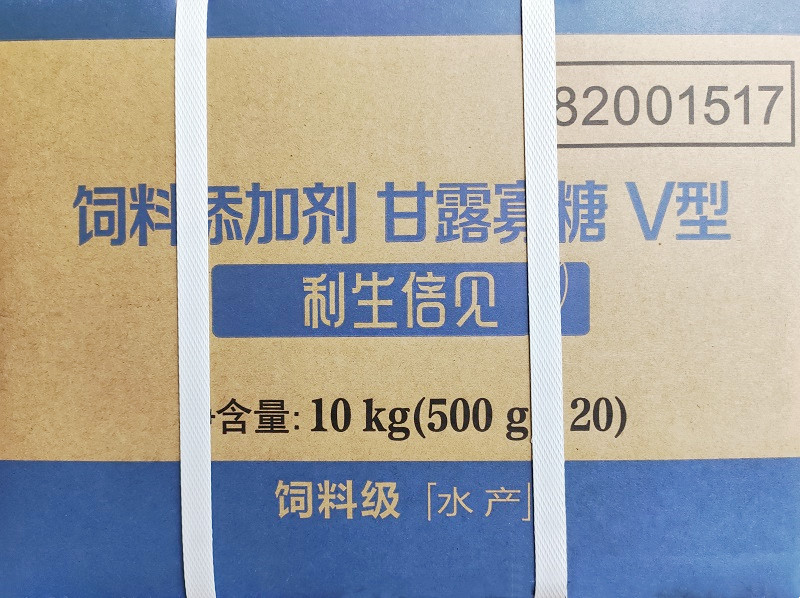 82001517
饲料添加剂 甘露寡糖 V型
利生倍见
含量: 10 kg(500 g 20)
饲料级「水产」